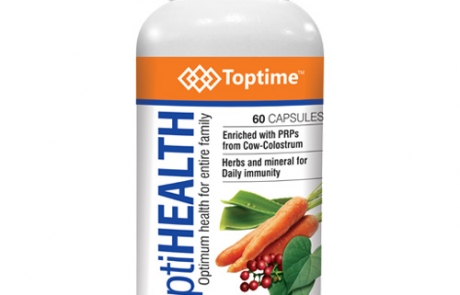 Toptime™
60 CAPSULES
Enriched with PRPs
from Cow-Colostrum
Herbs and mineral for
Daily immunity
ptiHEALTH
Optimum health for entire family